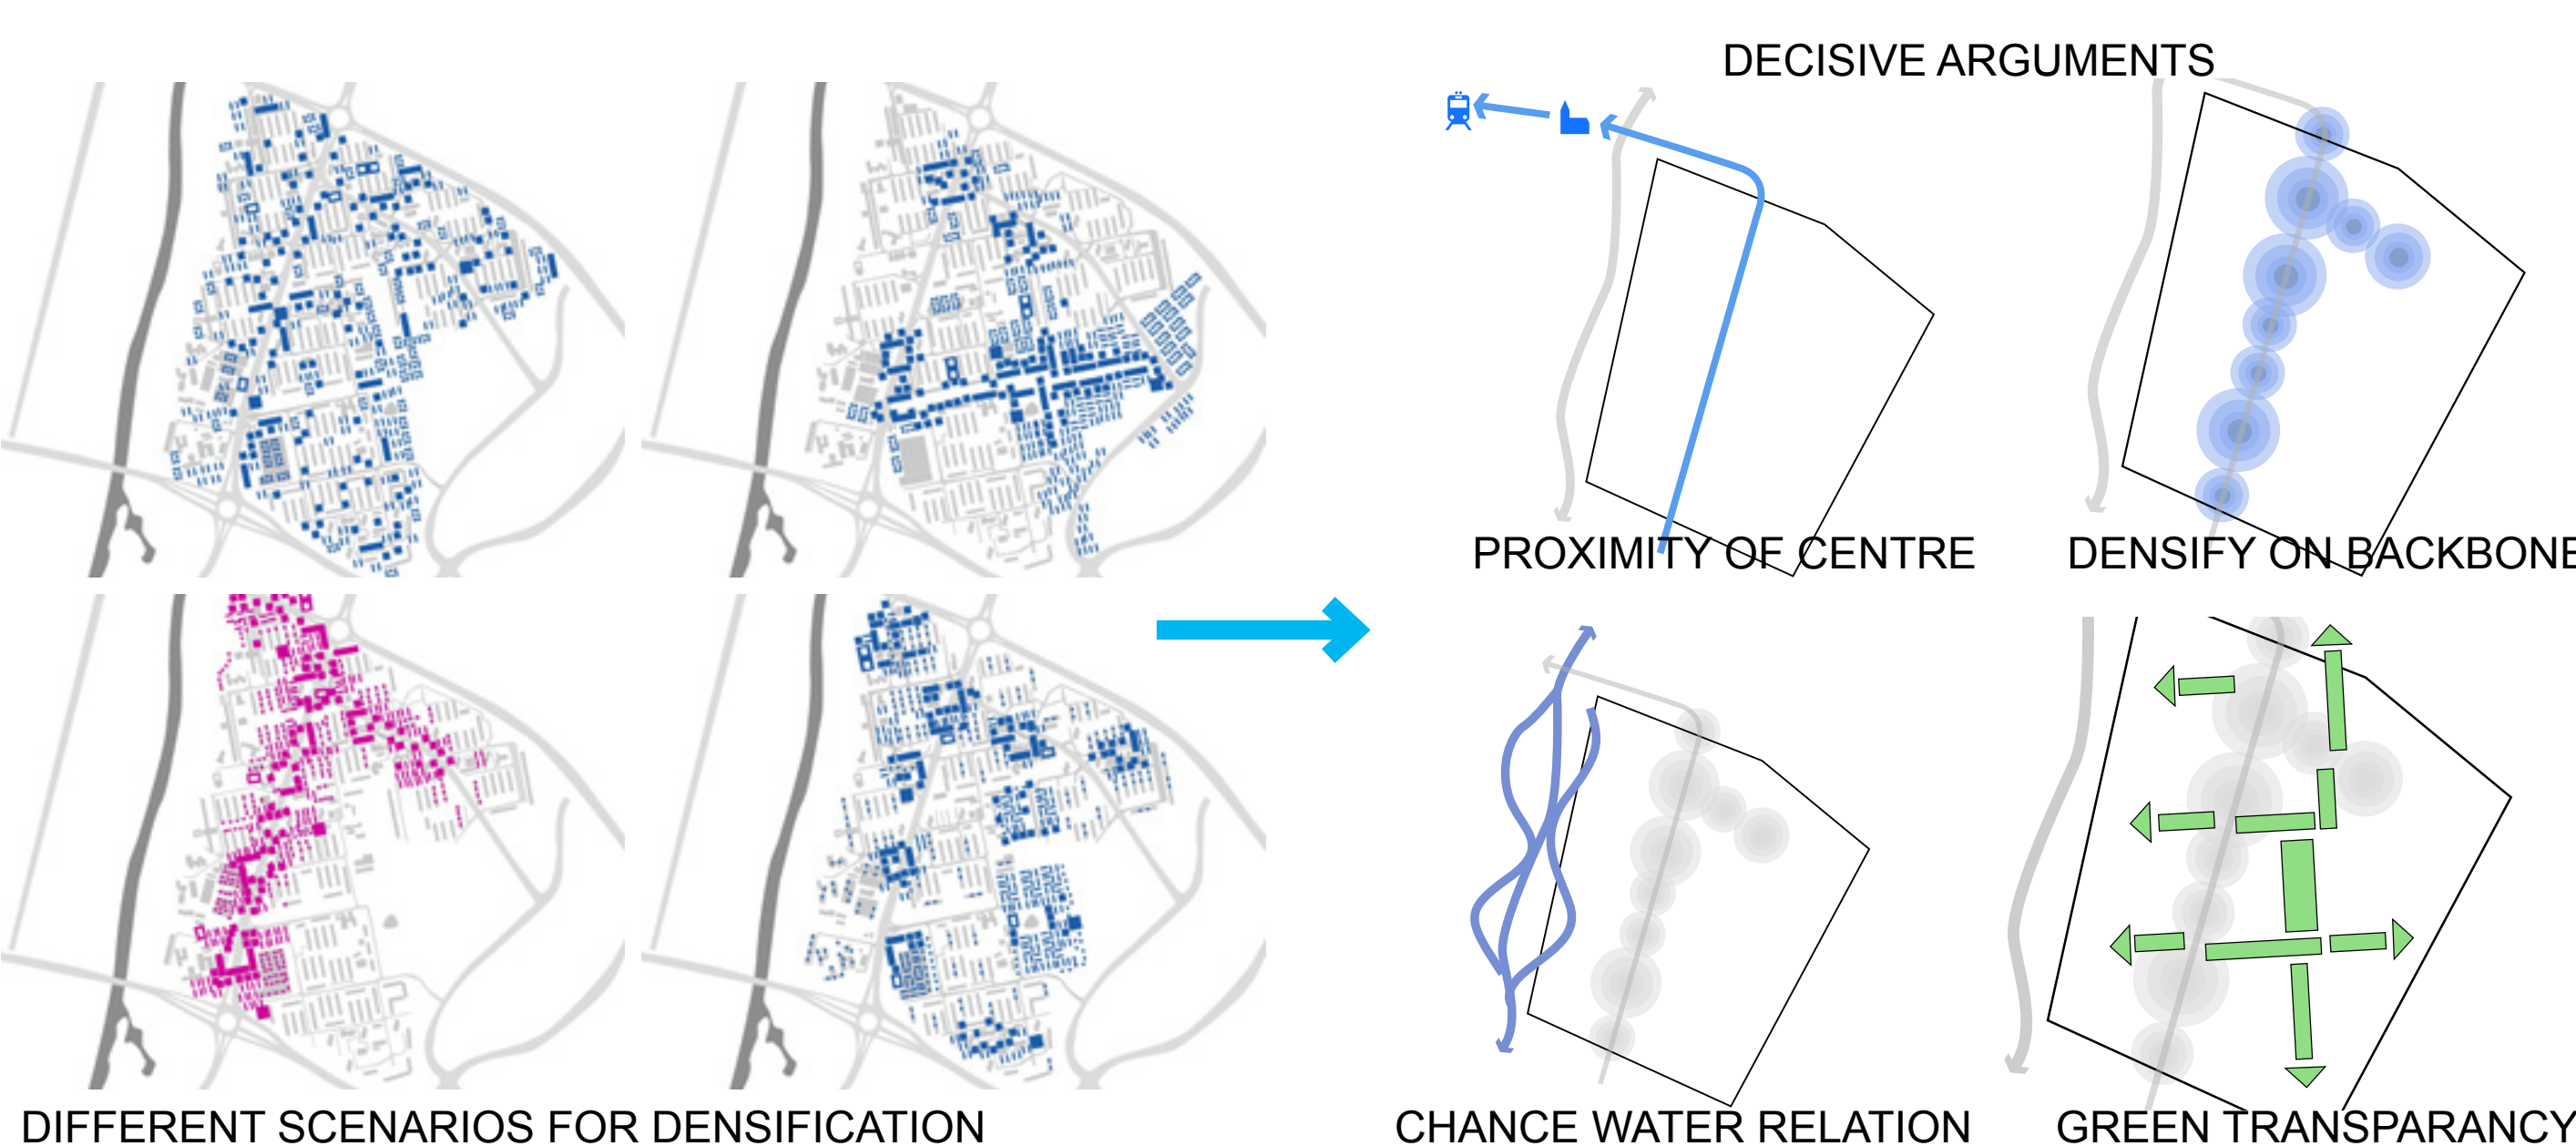 DECISIVE ARGUMENTS
PROXIMITY OF CENTRE
DENSIFY ON BACKBONE
DIFFERENT SCENARIOS FOR DENSIFICATION
CHANCE WATER RELATION
GREEN TRANSPARANCY